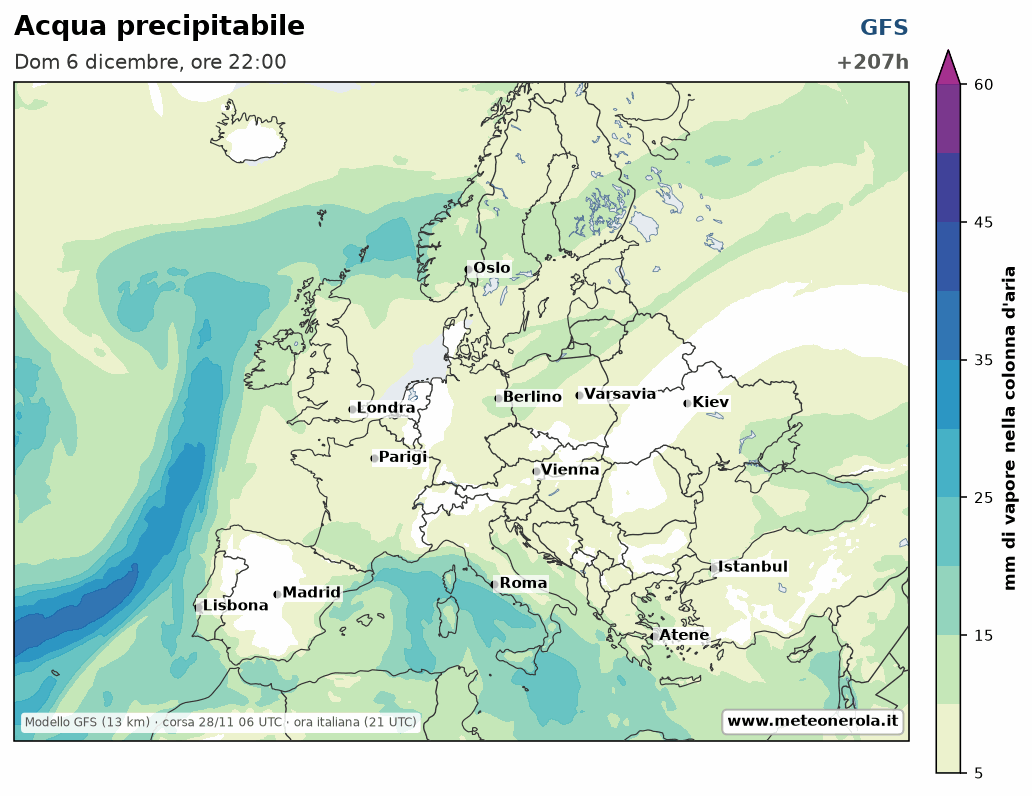 Acqua precipitabile
GFS
Dom 6 dicembre, ore 22:00
+207h
60
45
35
25
15
5
mm di vapore nella colonna d'aria
Oslo
Berlino
Varsavia
Kiev
Londra
Parigi
Vienna
Istanbul
Roma
Madrid
Lisbona
Atene
Modello GFS (13 km) · corsa 28/11 06 UTC · ora italiana (21 UTC)
www.meteonerola.it